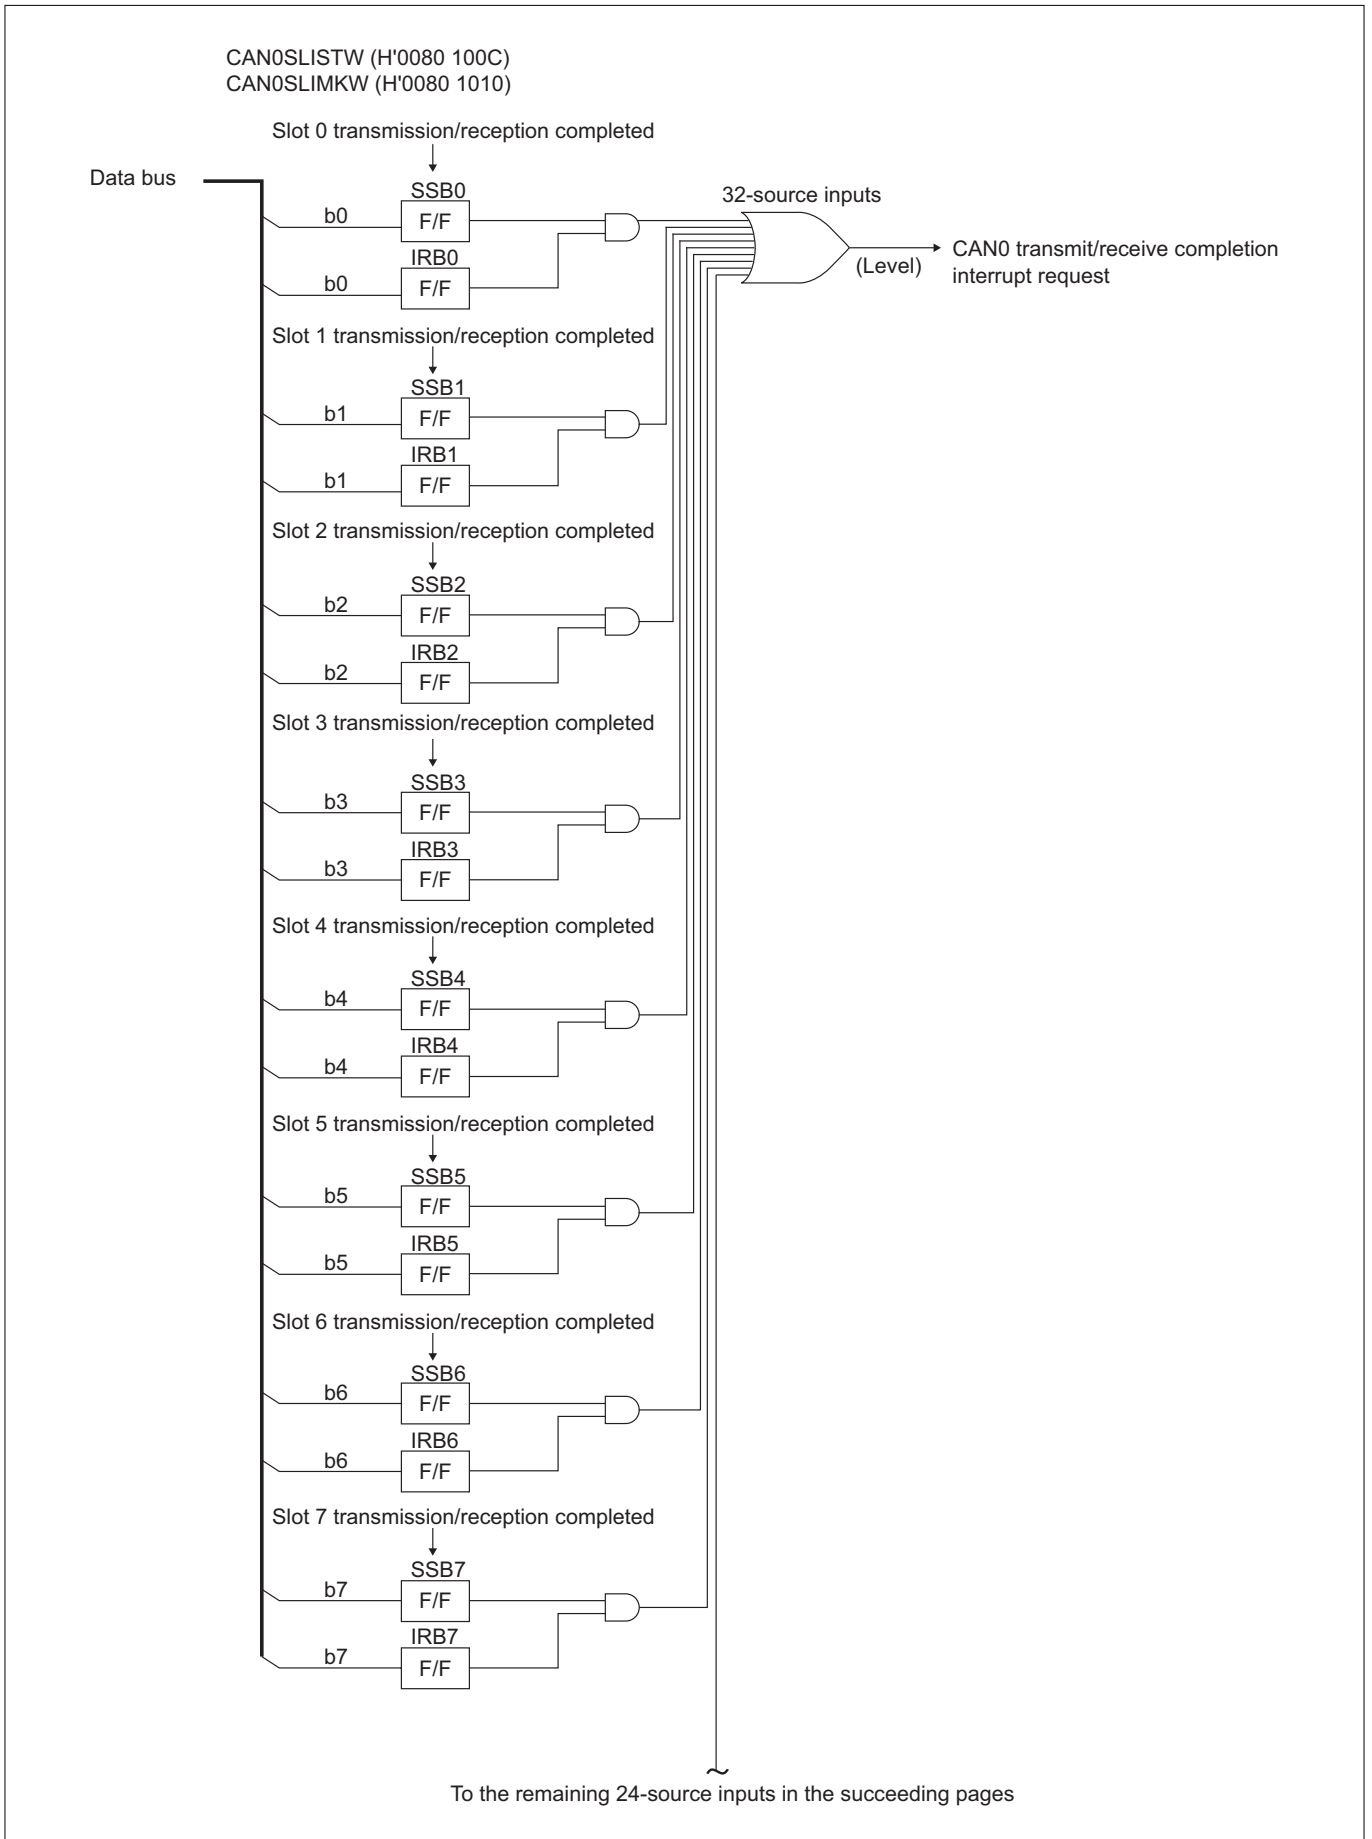 CAN0SLISTW (H'0080 100C)
CAN0SLIMKW (H'0080 1010)
Slot 0 transmission/reception completed
Data bus
SSB0
32-source inputs
b0
F/F
CAN0 transmit/receive completion
interrupt request
(Level)
IRB0
b0
F/F
Slot 1 transmission/reception completed
SSB1
b1
F/F
IRB1
b1
F/F
Slot 2 transmission/reception completed
SSB2
b2
F/F
IRB2
b2
F/F
Slot 3 transmission/reception completed
SSB3
b3
F/F
IRB3
b3
F/F
Slot 4 transmission/reception completed
SSB4
b4
F/F
IRB4
b4
F/F
Slot 5 transmission/reception completed
SSB5
b5
F/F
IRB5
b5
F/F
Slot 6 transmission/reception completed
SSB6
b6
F/F
IRB6
b6
F/F
Slot 7 transmission/reception completed
SSB7
b7
F/F
IRB7
b7
F/F
To the remaining 24-source inputs in the succeeding pages